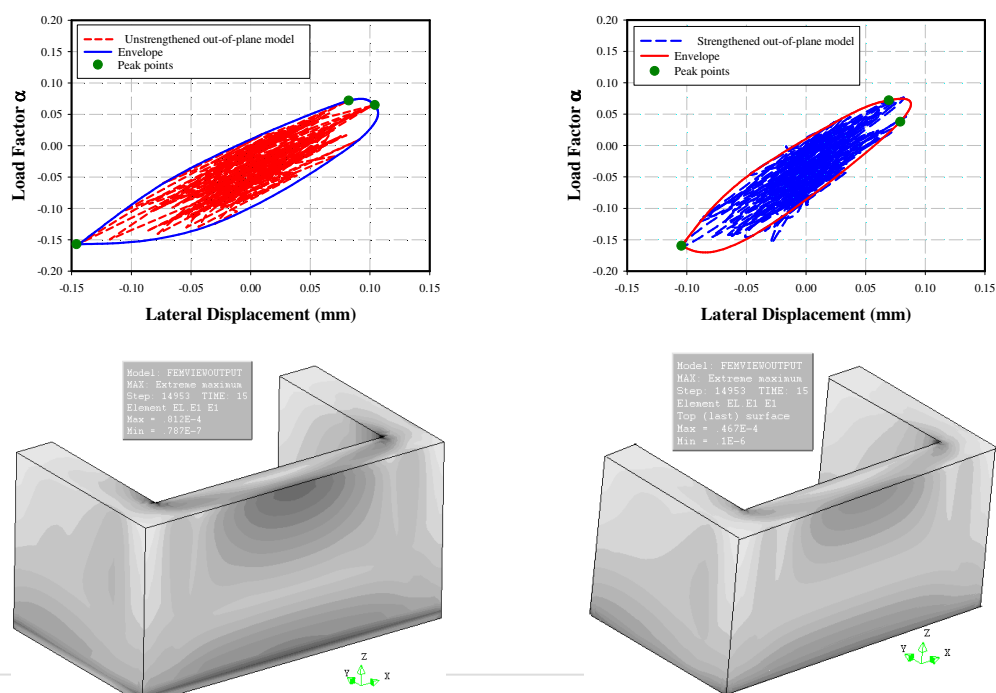 0.20
0.15
0.10
0.05
0.00
-0.05
-0.10
-0.15
-0.20
Load Factor α
Unstrengthened out-of-plane model
Envelope
Peak points
-0.15
-0.10
-0.05
0.00
0.05
0.10
0.15
Lateral Displacement (mm)
0.20
0.15
0.10
0.05
0.00
-0.05
-0.10
-0.15
-0.20
Load Factor α
Strengthened out-of-plane model
Envelope
Peak points
-0.15
-0.10
-0.05
0.00
0.05
0.10
0.15
Lateral Displacement (mm)
Model: FEMVIEWOUTPUT
MAX: Extreme maximum
Step: 14953 TIME: 15
Element EL E1 E1
Max = .812E-4
Min = .787E-7
Z
Y
X
Model: FEMVIEWOUTPUT
MAX: Extreme maximum
Step: 14953 TIME: 15
Element EL E1 E1
Top (last) surface
Max = .467E-4
Min = .1E-6
Z
Y
X